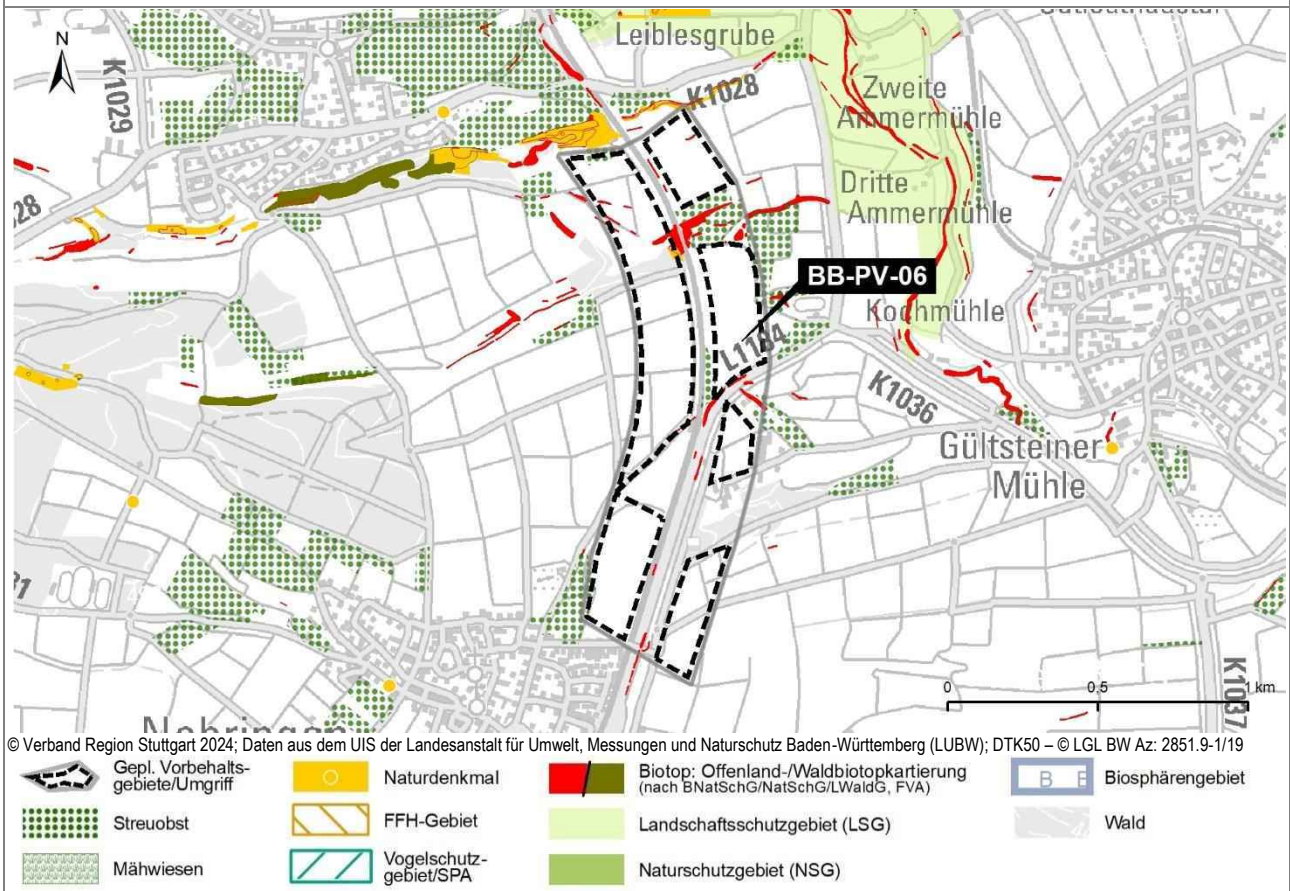 N
Leiblesgrube
K1029
K1028
Zweite
Ammermühle
Dritte
Ammermühle
BB-PV-06
Kochmühle
L1184
K1036
Gültsteiner
Mühle
K1037
Nebringen
0 0,5 1 km
© Verband Region Stuttgart 2024; Daten aus dem UIS der Landesanstalt für Umwelt, Messungen und Naturschutz Baden-Württemberg (LUBW); DTK50 – © LGL BW Az: 2851.9-1/19
Gepl. Vorbehalts-
gebiete/Umgriff
Naturdenkmal
Biotop: Offenland-/Waldbiotopkartierung
(nach BNatSchG/NatSchG/LWaldG, FVA)
B E
Biosphärengebiet
Streuobst
FFH-Gebiet
Landschaftsschutzgebiet (LSG)
Wald
Mähwiesen
Vogelschutz-
gebiet/SPA
Naturschutzgebiet (NSG)